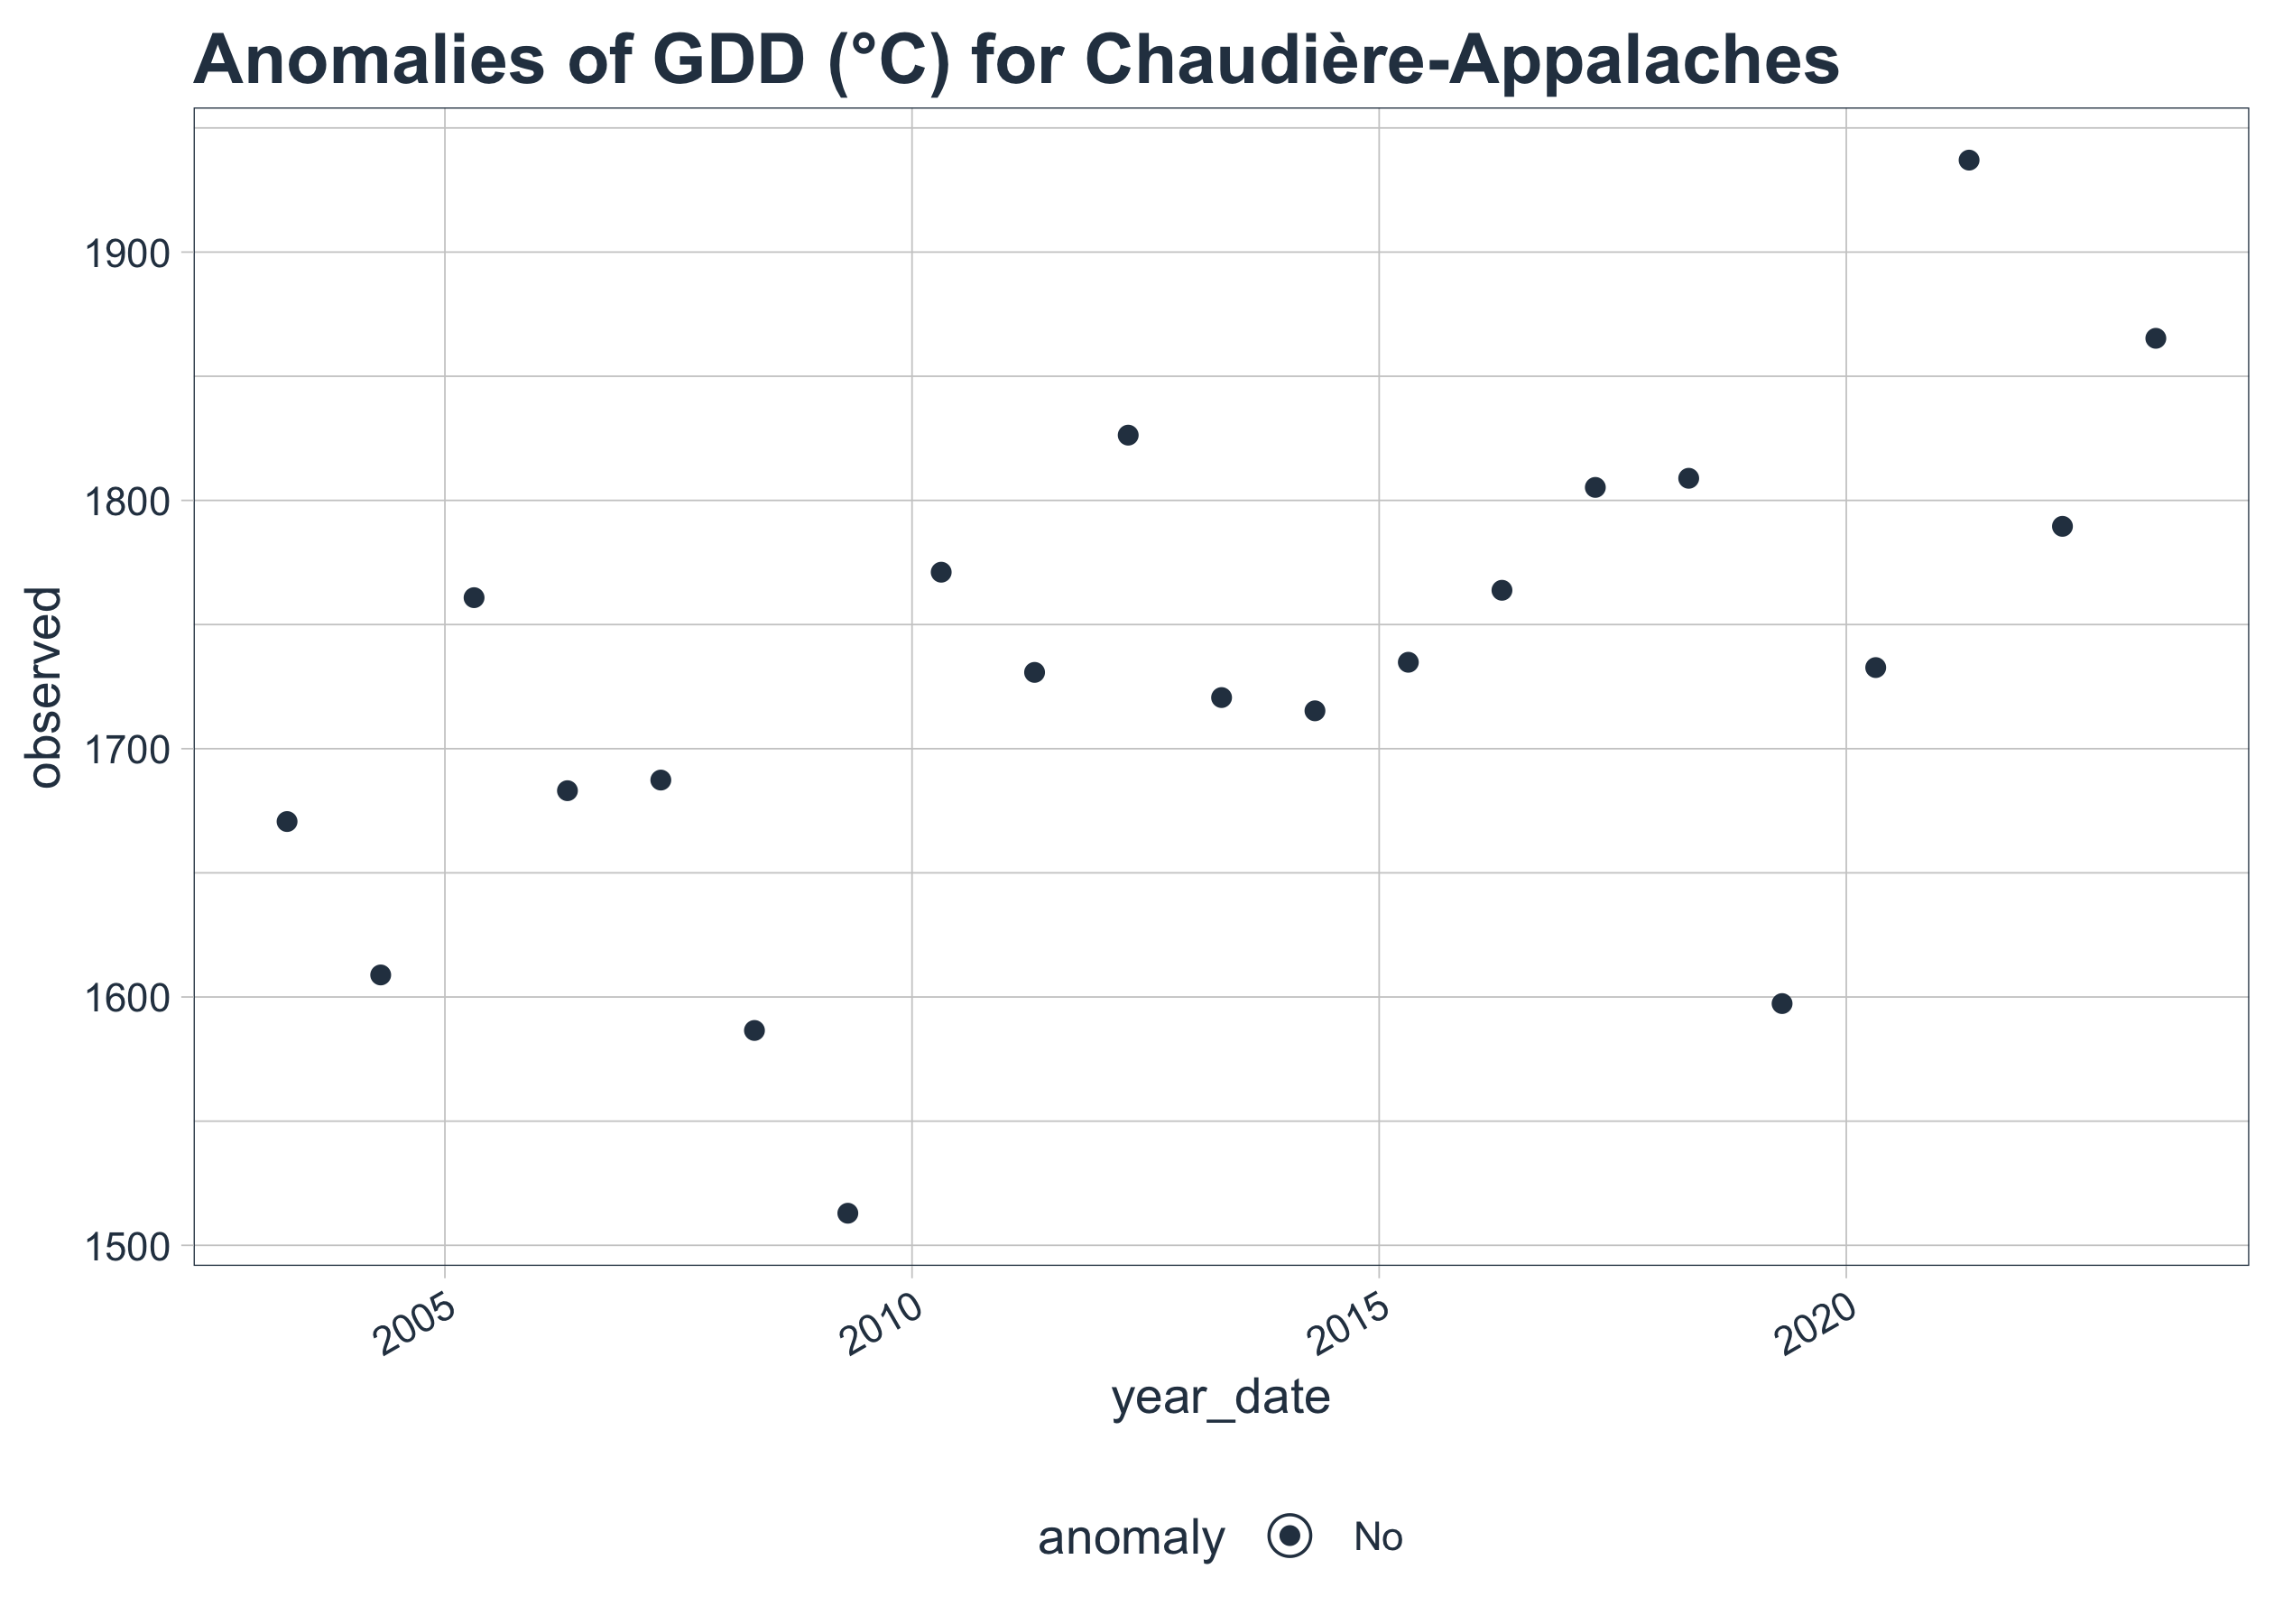 Anomalies of GDD (°C) for Chaudière-Appalaches
observed
1900
1800
1700
1600
1500
2005
2010
2015
2020
year_date
anomaly No